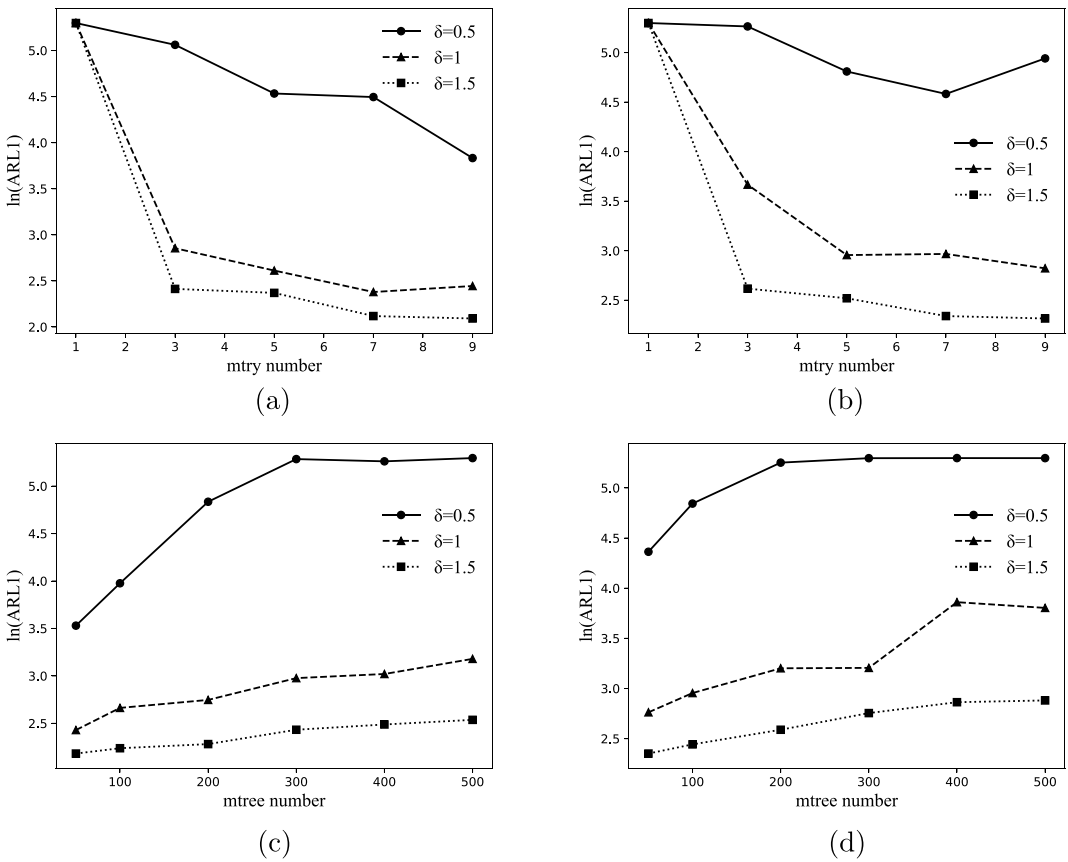 5.0
4.5
4.0
3.5
3.0
2.5
2.0
ln(ARL1)
δ=0.5
δ=1
δ=1.5
1 2 3 4 5 6 7 8 9
mtry number
(a)
5.0
4.5
4.0
3.5
3.0
2.5
ln(ARL1)
δ=0.5
δ=1
δ=1.5
1 2 3 4 5 6 7 8 9
mtry number
(b)
5.0
4.5
4.0
3.5
3.0
2.5
ln(ARL1)
δ=0.5
δ=1
δ=1.5
100 200 300 400 500
mtree number
(c)
5.0
4.5
4.0
3.5
3.0
2.5
ln(ARL1)
δ=0.5
δ=1
δ=1.5
100 200 300 400 500
mtree number
(d)